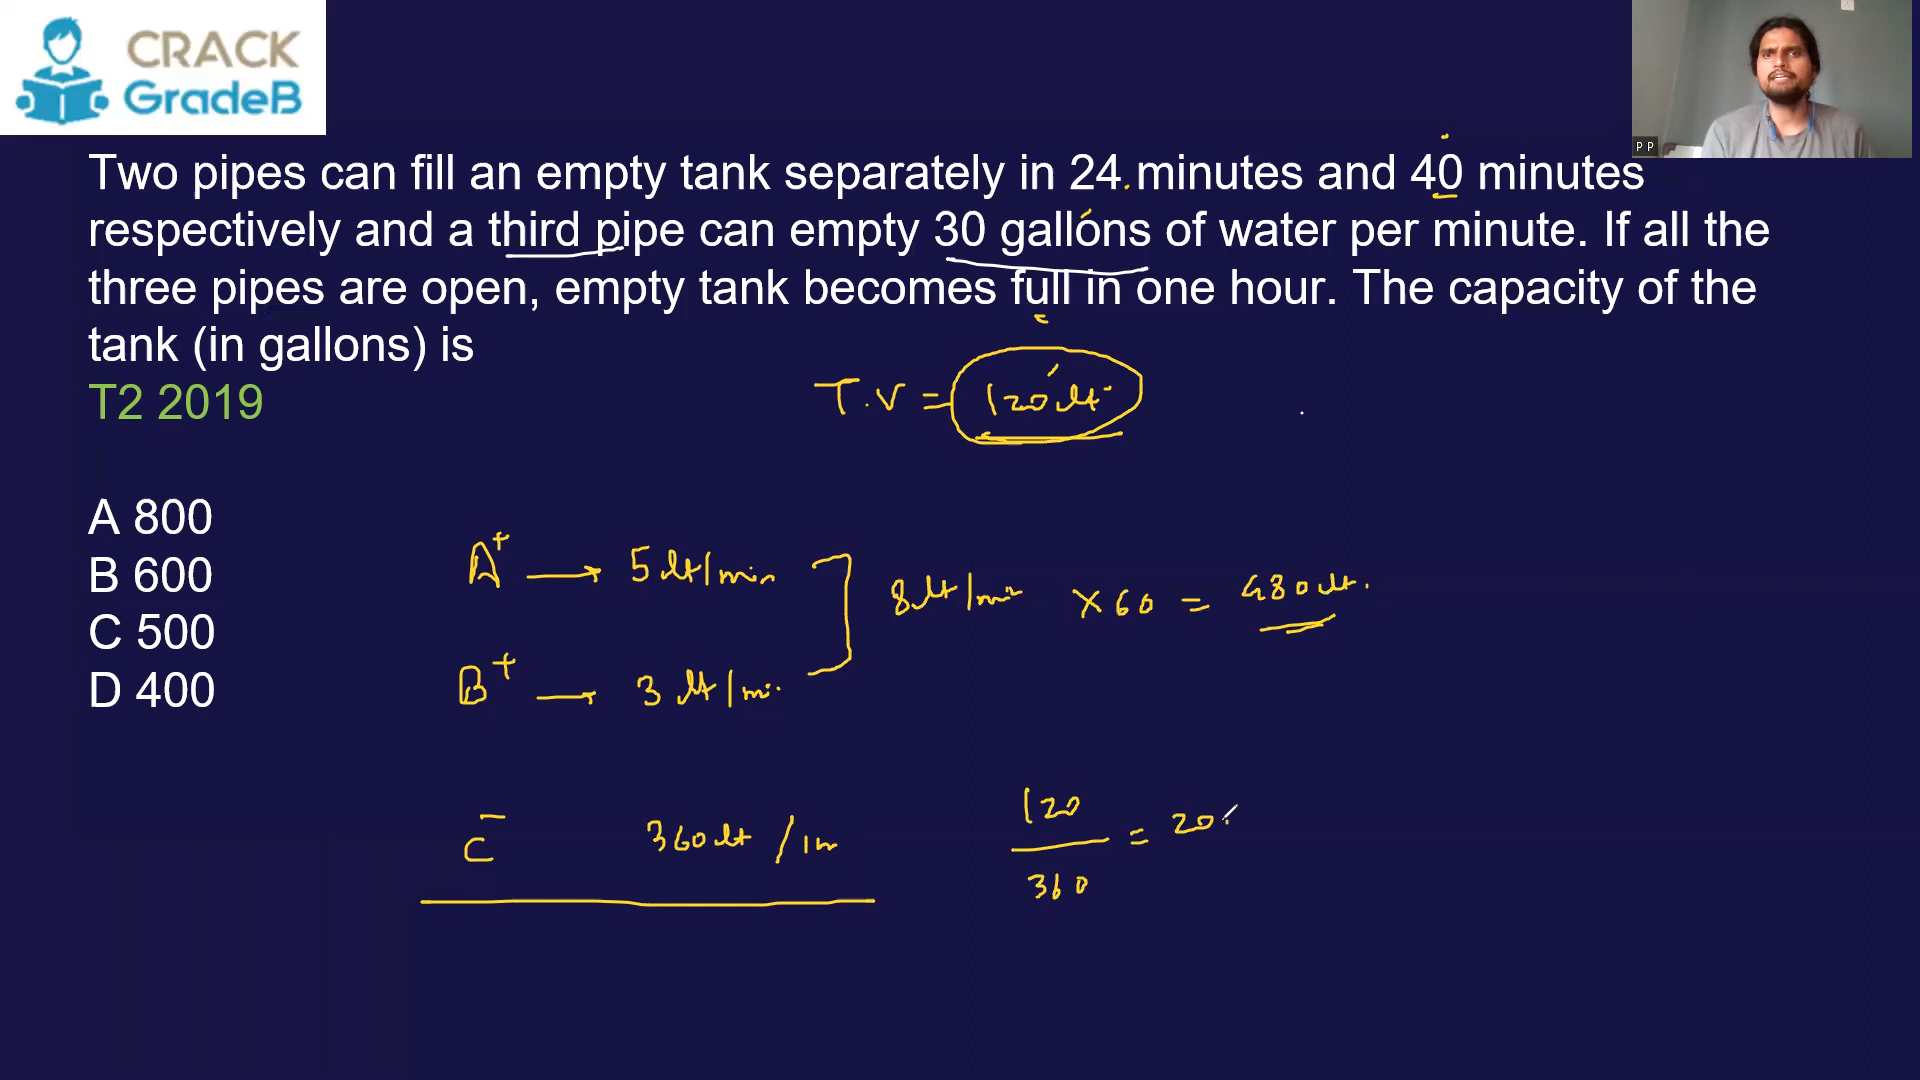 CRACK
GradeB
P P
Two pipes can fill an empty tank separately in 24 minutes and 40 minutes
respectively and a third pipe can empty 30 gallons of water per minute. If all the
three pipes are open, empty tank becomes full in one hour. The capacity of the
tank (in gallons) is
T2 2019
T.V = 120 lt
A 800
B 600
C 500
D 400
A+ → 5 lt/min
8 lt/min × 60 = 480 lt.
B+ → 3 lt/mi.
C− 360 lt /
120
360
= 20